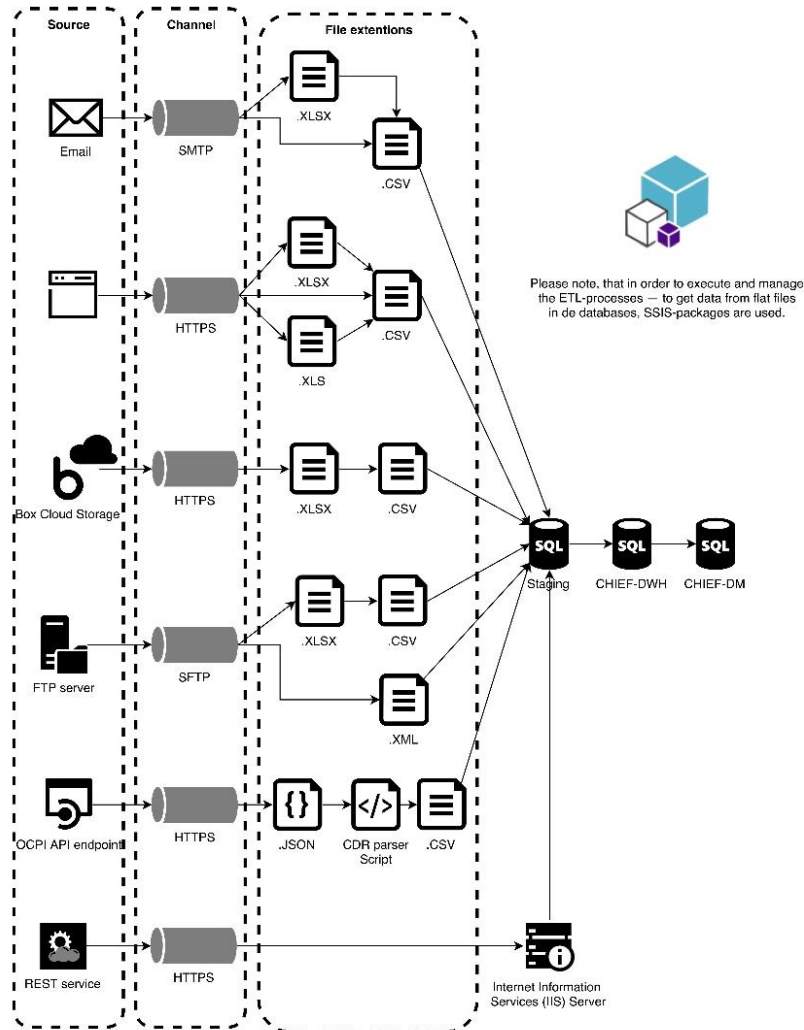 Source
Channel
File extentions
.XLSX
Email
SMTP
.CSV
.XLSX
HTTPS
.CSV
.XLS
Please note, that in order to execute and manage
the ETL-processes — to get data from flat files
in de databases, SSIS-packages are used.
b
Box Cloud Storage
HTTPS
.XLSX
.CSV
SQL
SQL
SQL
Staging
CHIEF-DWH
CHIEF-DM
FTP server
SFTP
.XLSX
.CSV
.XML
OCPI API endpoint
HTTPS
{}
.JSON
</>
CDR parser
Script
.CSV
REST service
HTTPS
i
Internet Information
Services (IIS) Server